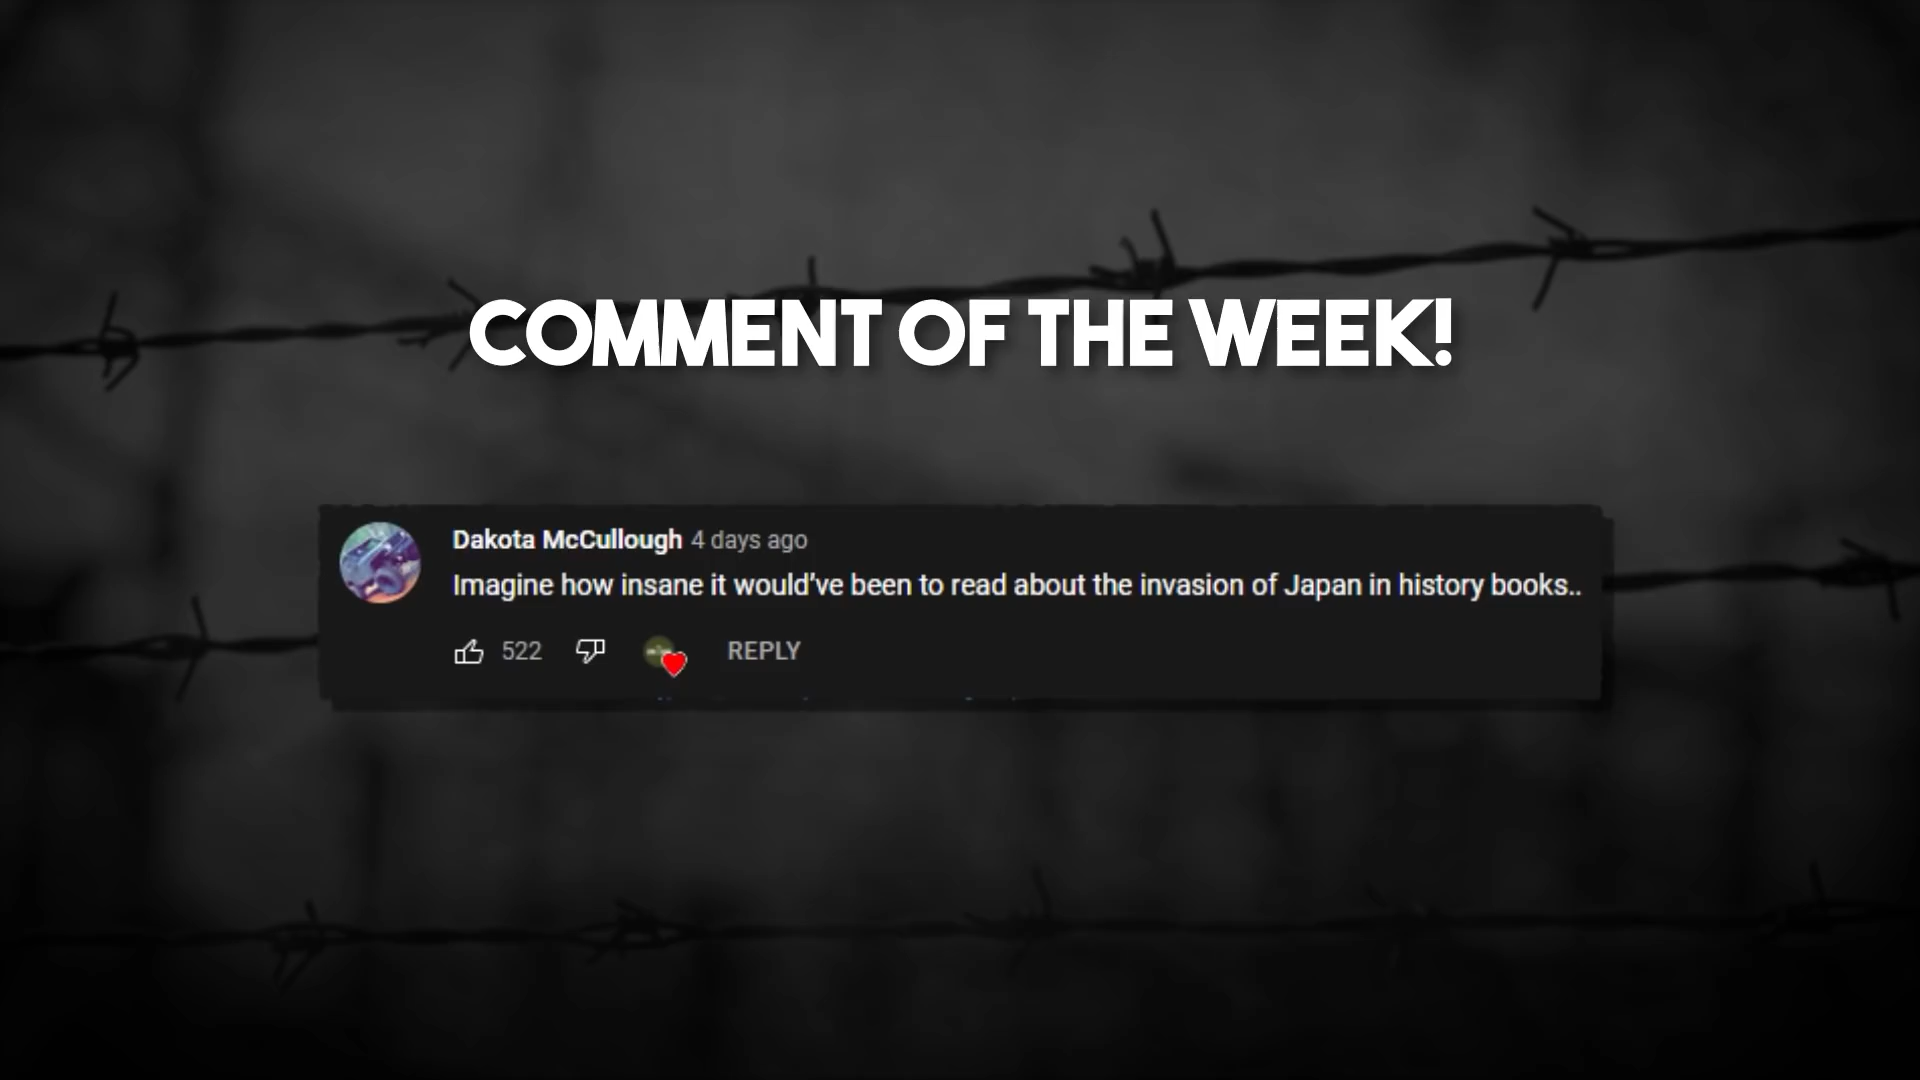 COMMENT OF THE WEEK!
Dakota McCullough 4 days ago
Imagine how insane it would've been to read about the invasion of Japan in history books..
522 REPLY